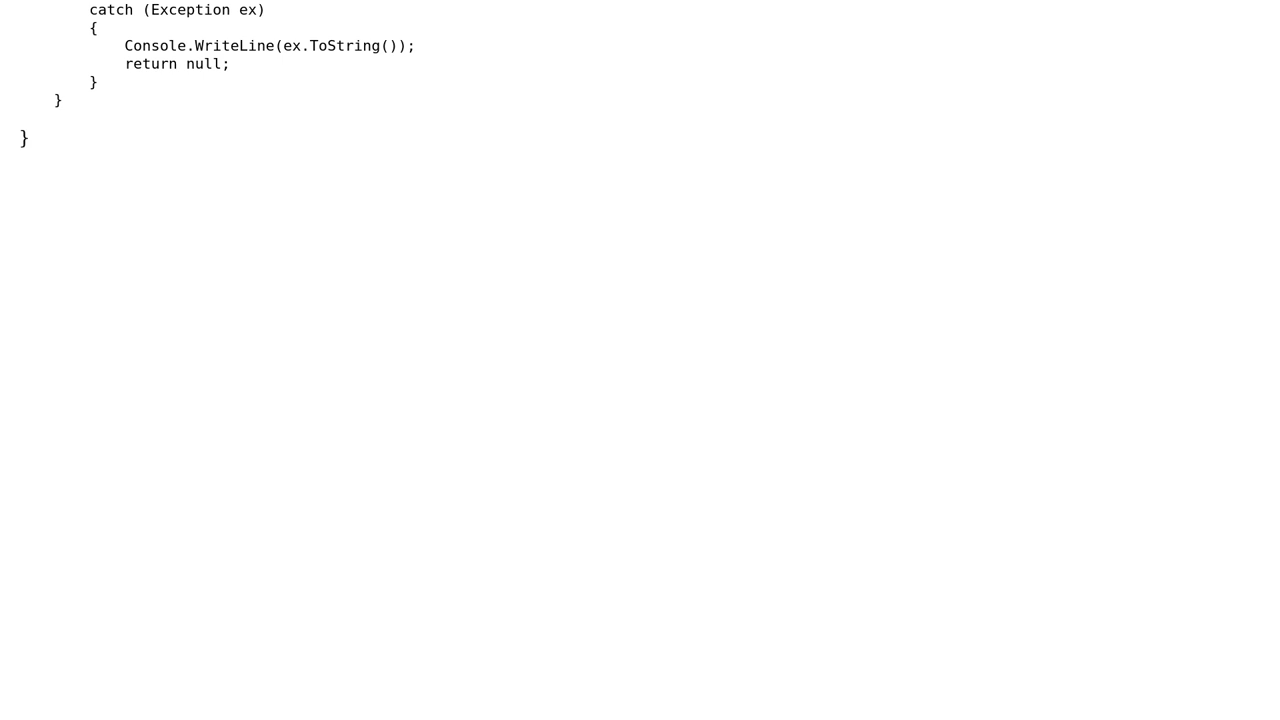 catch (Exception ex)
{
Console.WriteLine(ex.ToString());
return null;
}
}
}